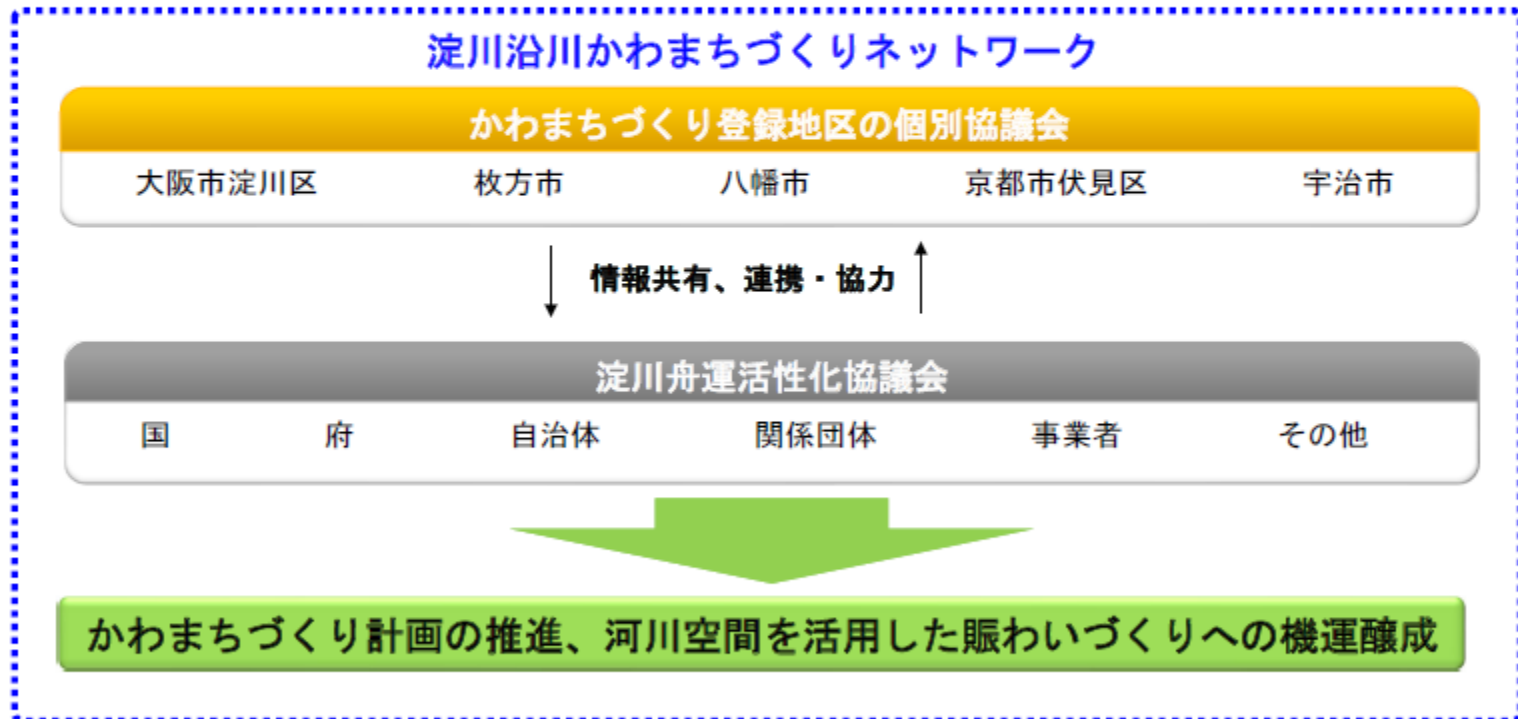 淀川沿川かわまちづくりネットワーク
かわまちづくり登録地区の個別協議会
大阪市淀川区 枚方市 八幡市 京都市伏見区 宇治市
情報共有、連携・協力
淀川舟運活性化協議会
国 府 自治体 関係団体 事業者 その他
かわまちづくり計画の推進、河川空間を活用した賑わいづくりへの機運醸成